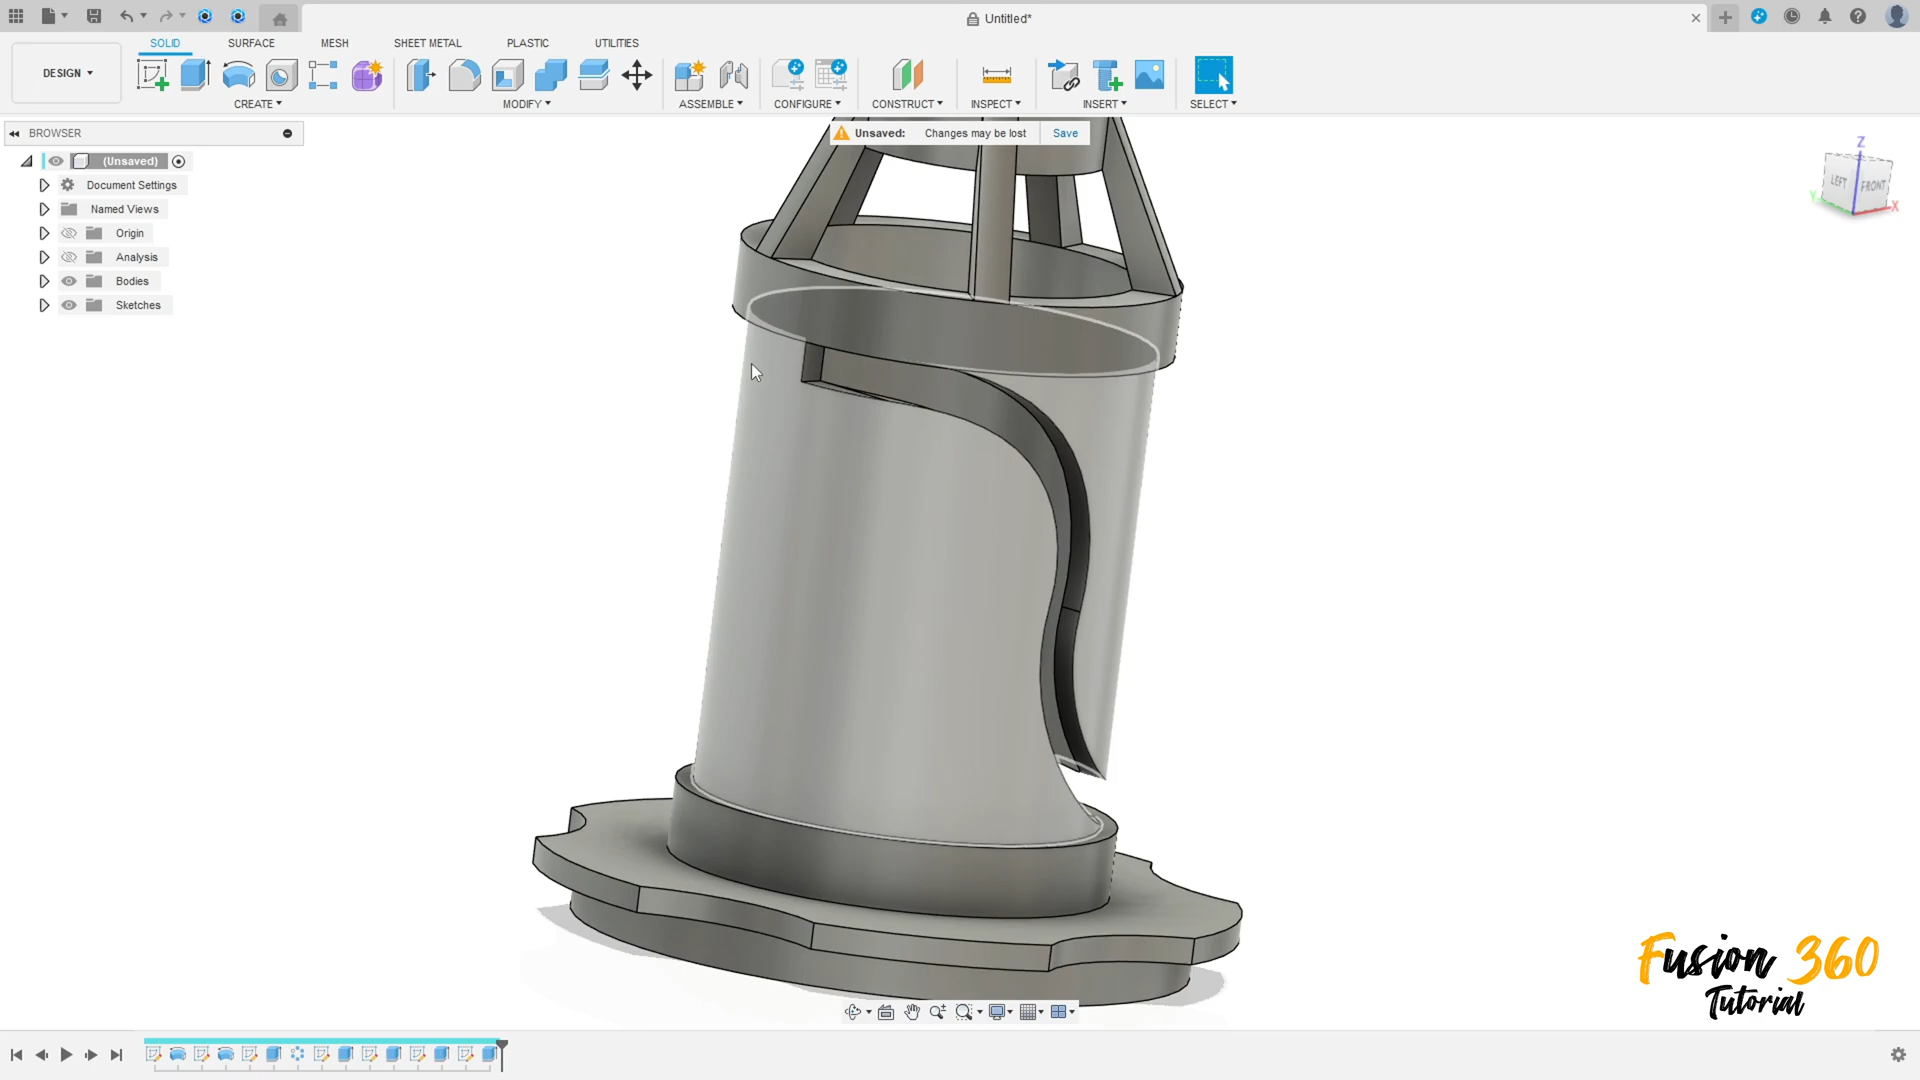 Untitled*
SOLID
SURFACE
MESH
SHEET METAL
PLASTIC
UTILITIES
DESIGN
CREATE
MODIFY
ASSEMBLE
CONFIGURE
CONSTRUCT
INSPECT
INSERT
SELECT
BROWSER
Unsaved: Changes may be lost Save
(Unsaved)
Document Settings
Named Views
Origin
Analysis
Bodies
Sketches
Z
LEFT
FRONT
Y
X
Fusion 360
Tutorial